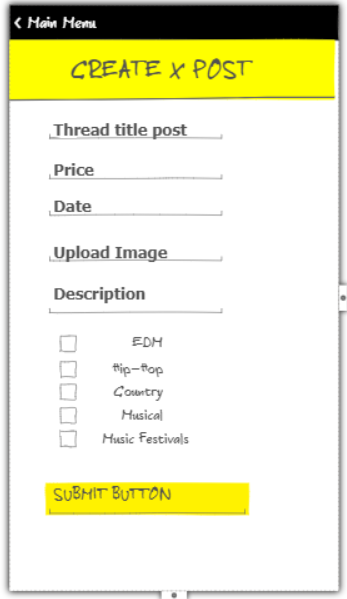 < Main Menu
CREATE X POST
Thread title post
Price
Date
Upload Image
Description
EDM
Hip-Hop
Country
Musical
Music Festivals
SUBMIT BUTTON